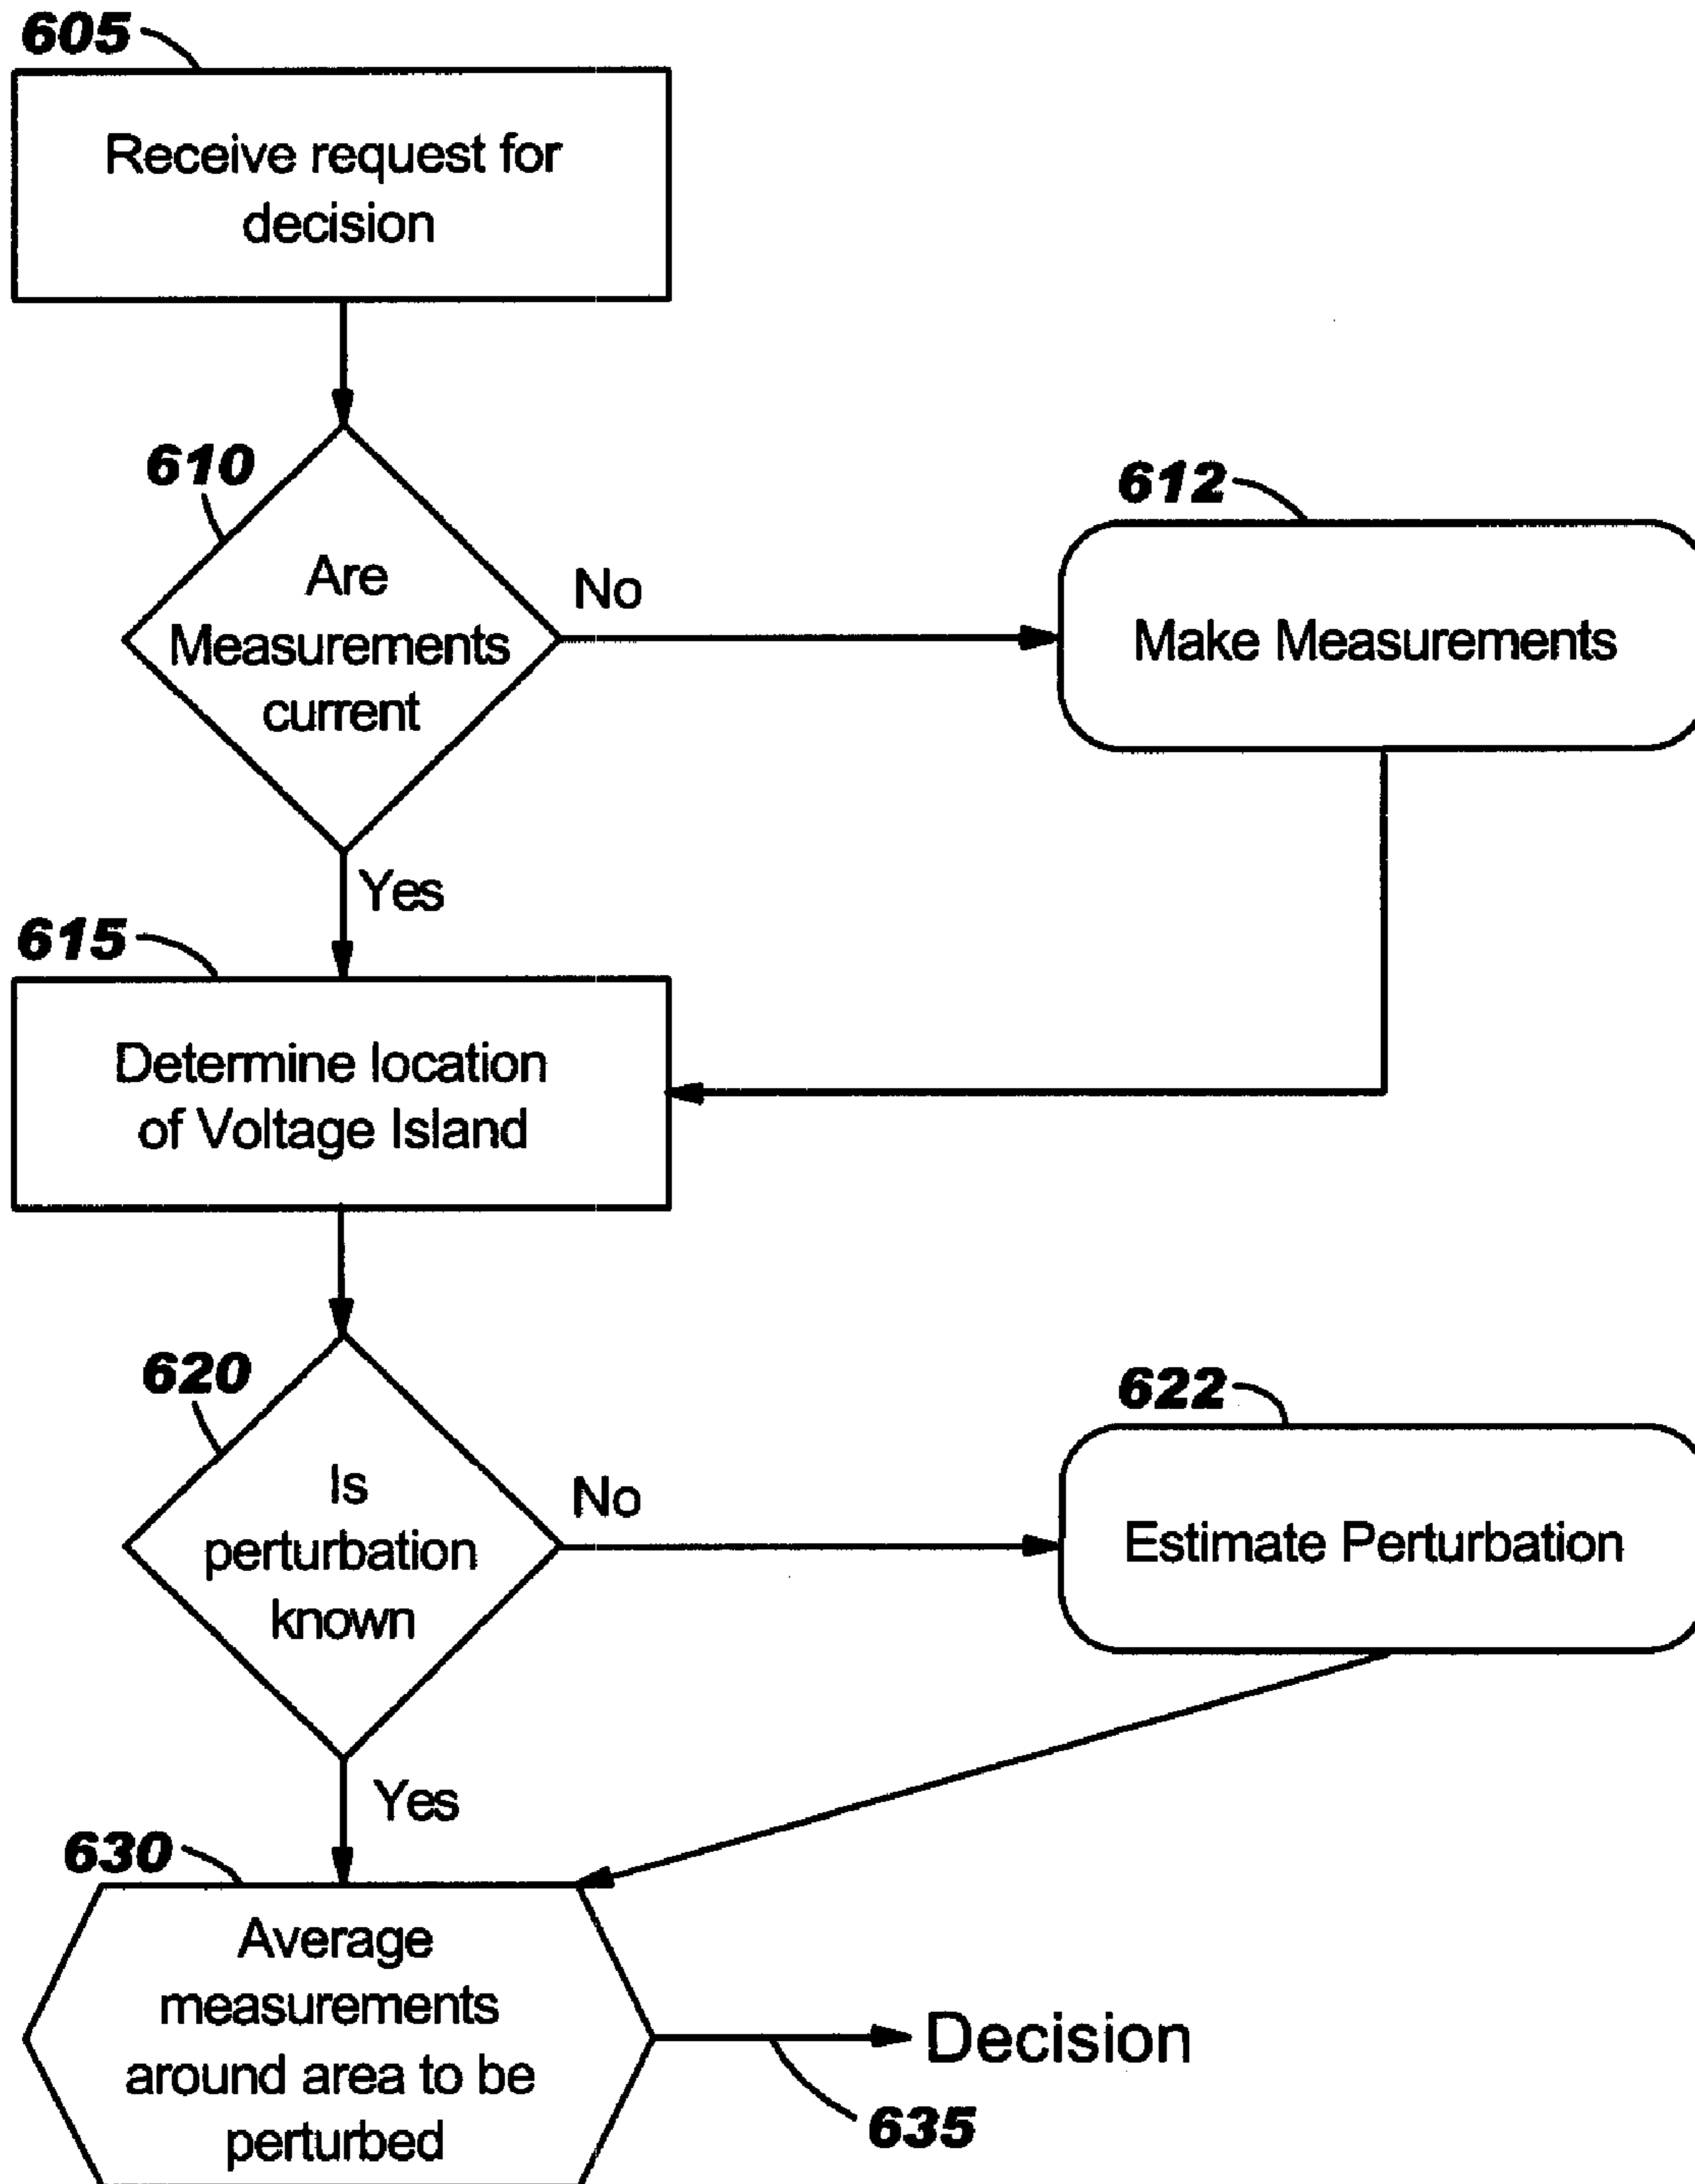 605
Receive request for
decision
610
Are
Measurements
current
No
612
Make Measurements
Yes
615
Determine location
of Voltage Island
620
Is
perturbation
known
No
622
Estimate Perturbation
Yes
630
Average
measurements
around area to be
perturbed
Decision
635